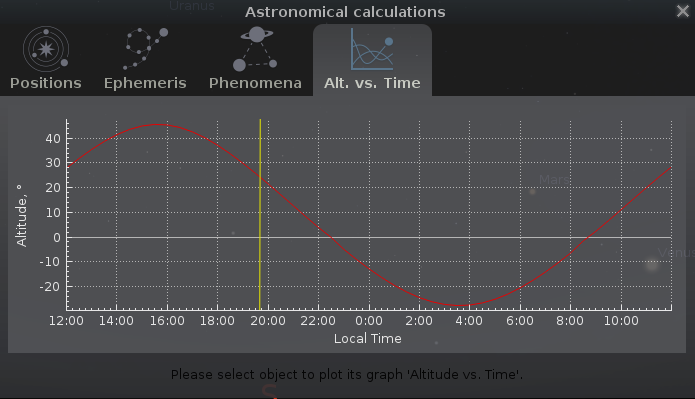 Uranus
Astronomical calculations
Positions Ephemeris Phenomena Alt. vs. Time
40
30
20
10
0
-10
-20
Altitude, °
Mars
Venus
12:00 14:00 16:00 18:00 20:00 22:00 0:00 2:00 4:00 6:00 8:00 10:00
Local Time
Please select object to plot its graph 'Altitude vs. Time'.